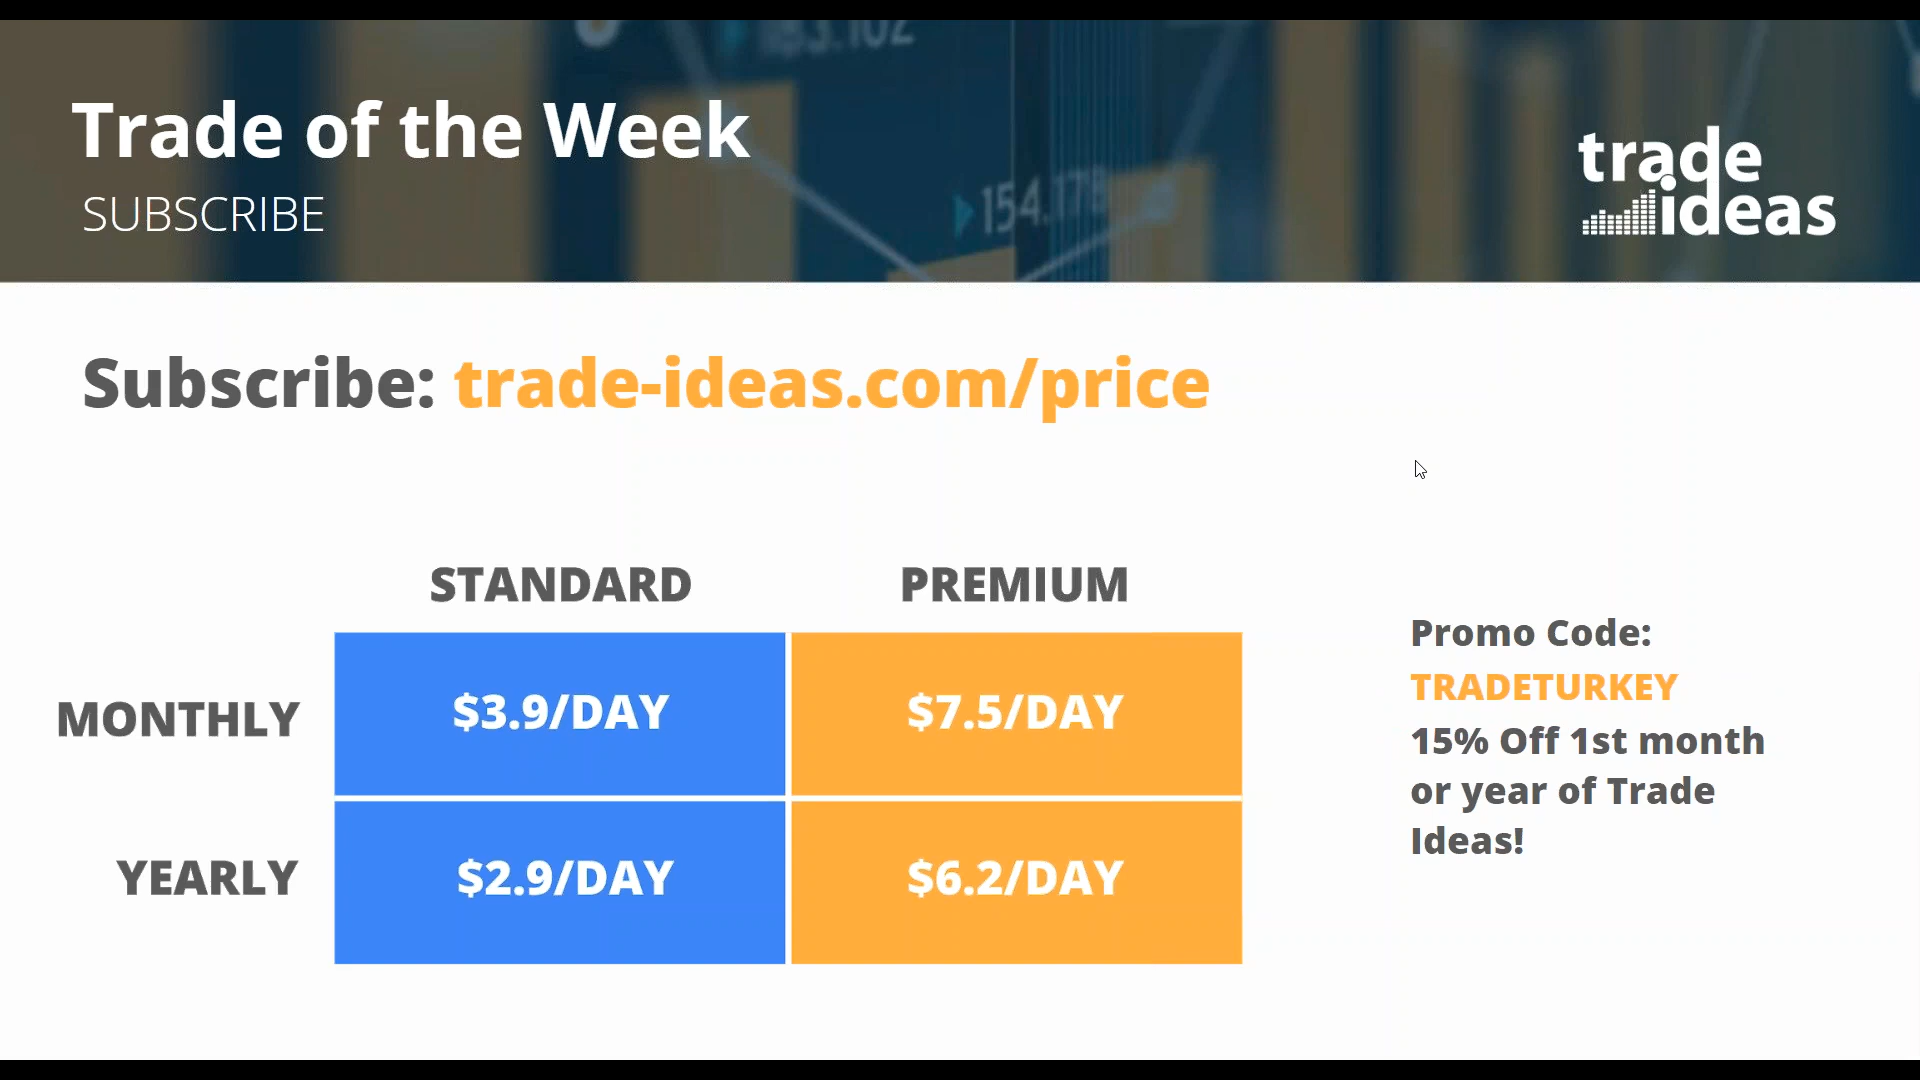 Trade of the Week
SUBSCRIBE
154.178
trade
ideas
Subscribe: trade-ideas.com/price
STANDARD PREMIUM
MONTHLY $3.9/DAY $7.5/DAY
YEARLY $2.9/DAY $6.2/DAY
Promo Code:
TRADETURKEY
15% Off 1st month
or year of Trade
Ideas!